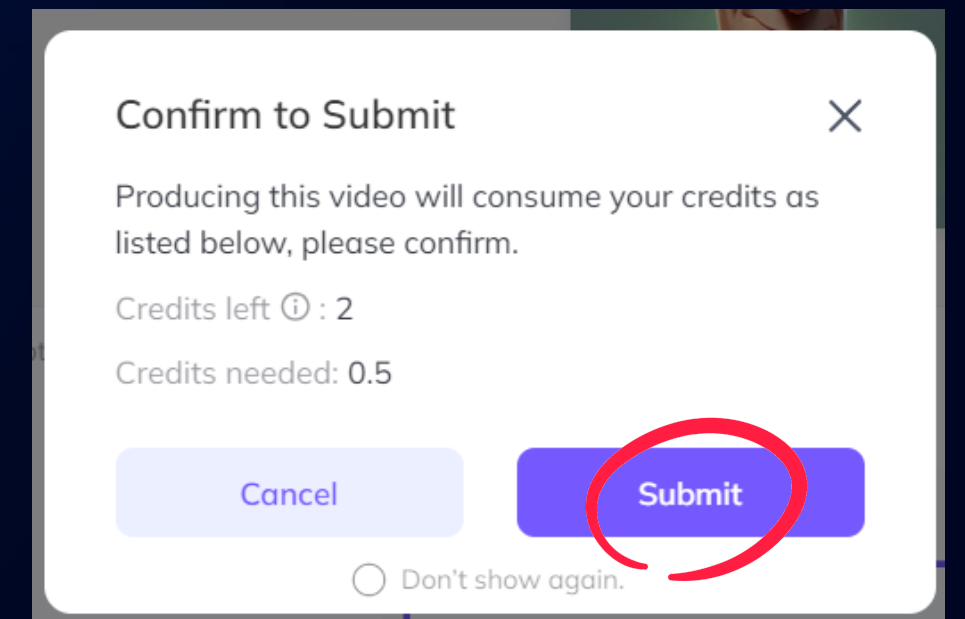 Confirm to Submit
Producing this video will consume your credits as
listed below, please confirm.
Credits left ⓘ : 2
Credits needed: 0.5
Cancel
Submit
Don't show again.